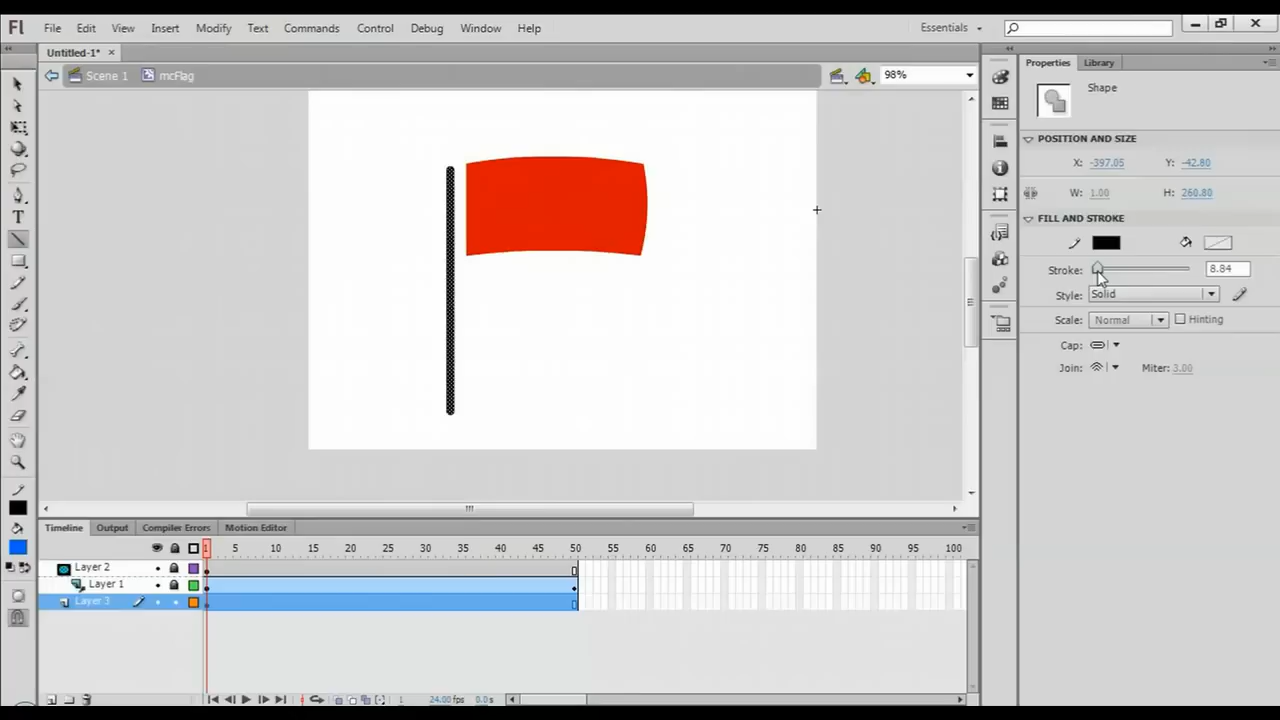 Fl File Edit View Insert Modify Text Commands Control Debug Window Help Essentials
Untitled-1* ×
Scene 1 mcFlag 98%
Properties Library
Shape
POSITION AND SIZE
X: -397.05 Y: -42.80
W: 1.00 H: 260.80
FILL AND STROKE
Stroke: 8.84
Style: Solid
Scale: Normal Hinting
Cap:
Join: Miter: 3.00
T
Timeline Output Compiler Errors Motion Editor
1 5 10 15 20 25 30 35 40 45 50 55 60 65 70 75 80 85 90 95 100
Layer 2
Layer 1
Layer 3
1 24.00 fps 0.0 s